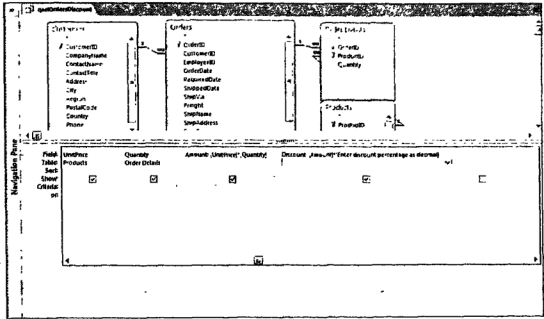 qselOrdersDiscount
Customers
CustomerID
CompanyName
ContactName
ContactTitle
Address
City
Region
PostalCode
Country
Phone
Orders
OrderID
CustomerID
EmployeeID
OrderDate
RequiredDate
ShippedDate
ShipVia
Freight
ShipName
ShipAddress
Order Details
OrderID
ProductID
Quantity
Products
ProductID
Navigation Pane
Field: UnitPrice Quantity Amount: [UnitPrice]*[Quantity] Discount: [Amount]*[Enter discount percentage as decimal]
Table: Products Order Details
Sort:
Show:
Criteria:
or: